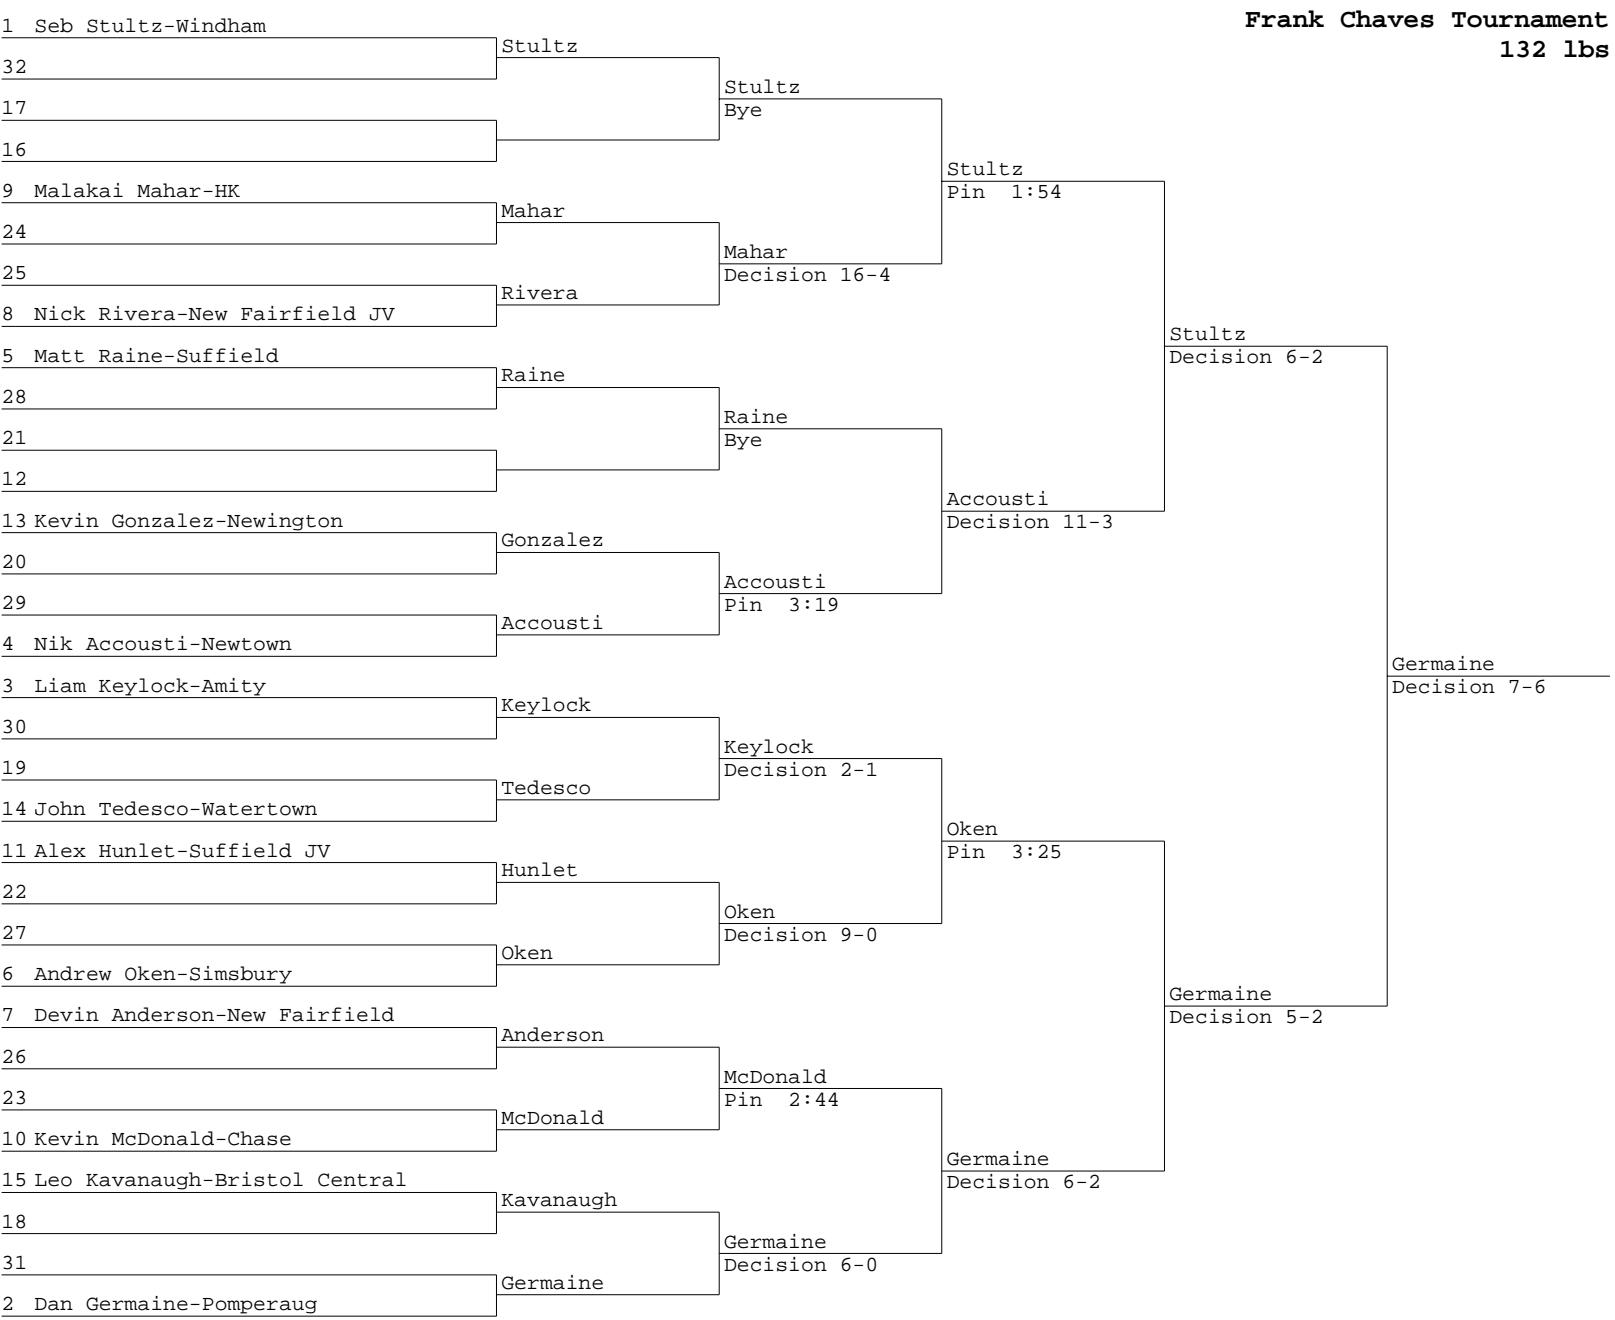 Frank Chaves Tournament
132 lbs
1 Seb Stultz-Windham
32
17
16
9 Malakai Mahar-HK
24
25
8 Nick Rivera-New Fairfield JV
5 Matt Raine-Suffield
28
21
12
13 Kevin Gonzalez-Newington
20
29
4 Nik Accousti-Newtown
3 Liam Keylock-Amity
30
19
14 John Tedesco-Watertown
11 Alex Hunlet-Suffield JV
22
27
6 Andrew Oken-Simsbury
7 Devin Anderson-New Fairfield
26
23
10 Kevin McDonald-Chase
15 Leo Kavanaugh-Bristol Central
18
31
2 Dan Germaine-Pomperaug
Stultz
Mahar
Rivera
Raine
Gonzalez
Accousti
Keylock
Tedesco
Hunlet
Oken
Anderson
McDonald
Kavanaugh
Germaine
Stultz
Bye
Mahar
Decision 16-4
Raine
Bye
Accousti
Pin 3:19
Keylock
Decision 2-1
Oken
Decision 9-0
McDonald
Pin 2:44
Germaine
Decision 6-0
Stultz
Pin 1:54
Accousti
Decision 11-3
Oken
Pin 3:25
Germaine
Decision 6-2
Stultz
Decision 6-2
Germaine
Decision 5-2
Germaine
Decision 7-6